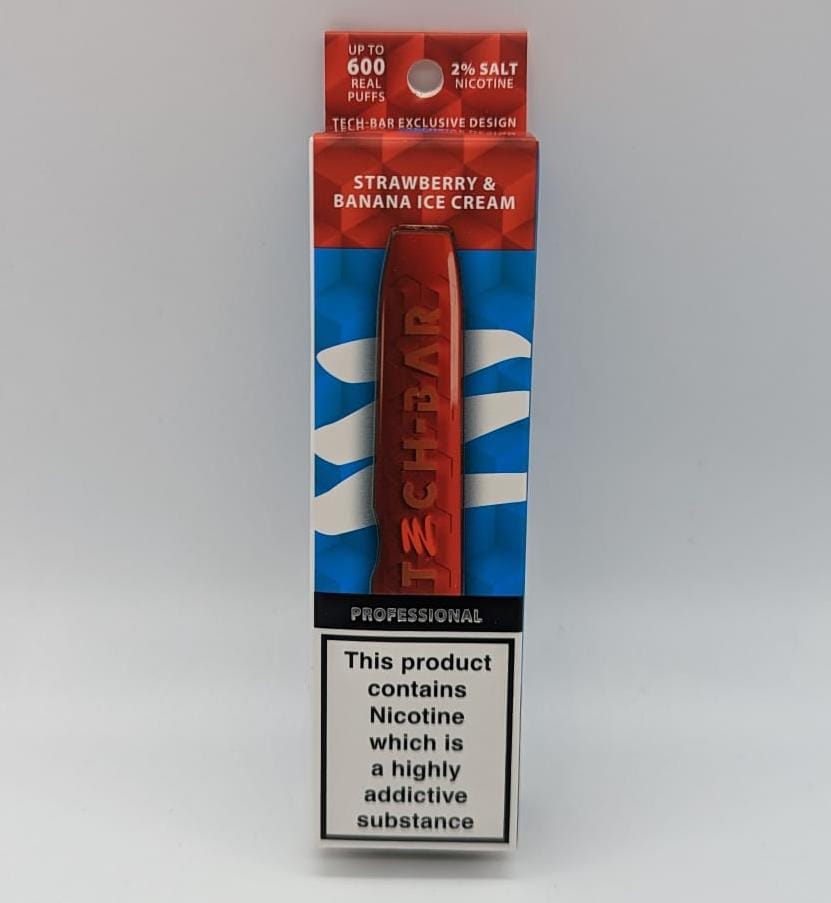 UP TO
600
REAL
PUFFS
2% SALT
NICOTINE
TECH-BAR EXCLUSIVE DESIGN
STRAWBERRY &
BANANA ICE CREAM
TECH-BAR
PROFESSIONAL
This product
contains
Nicotine
which is
a highly
addictive
substance